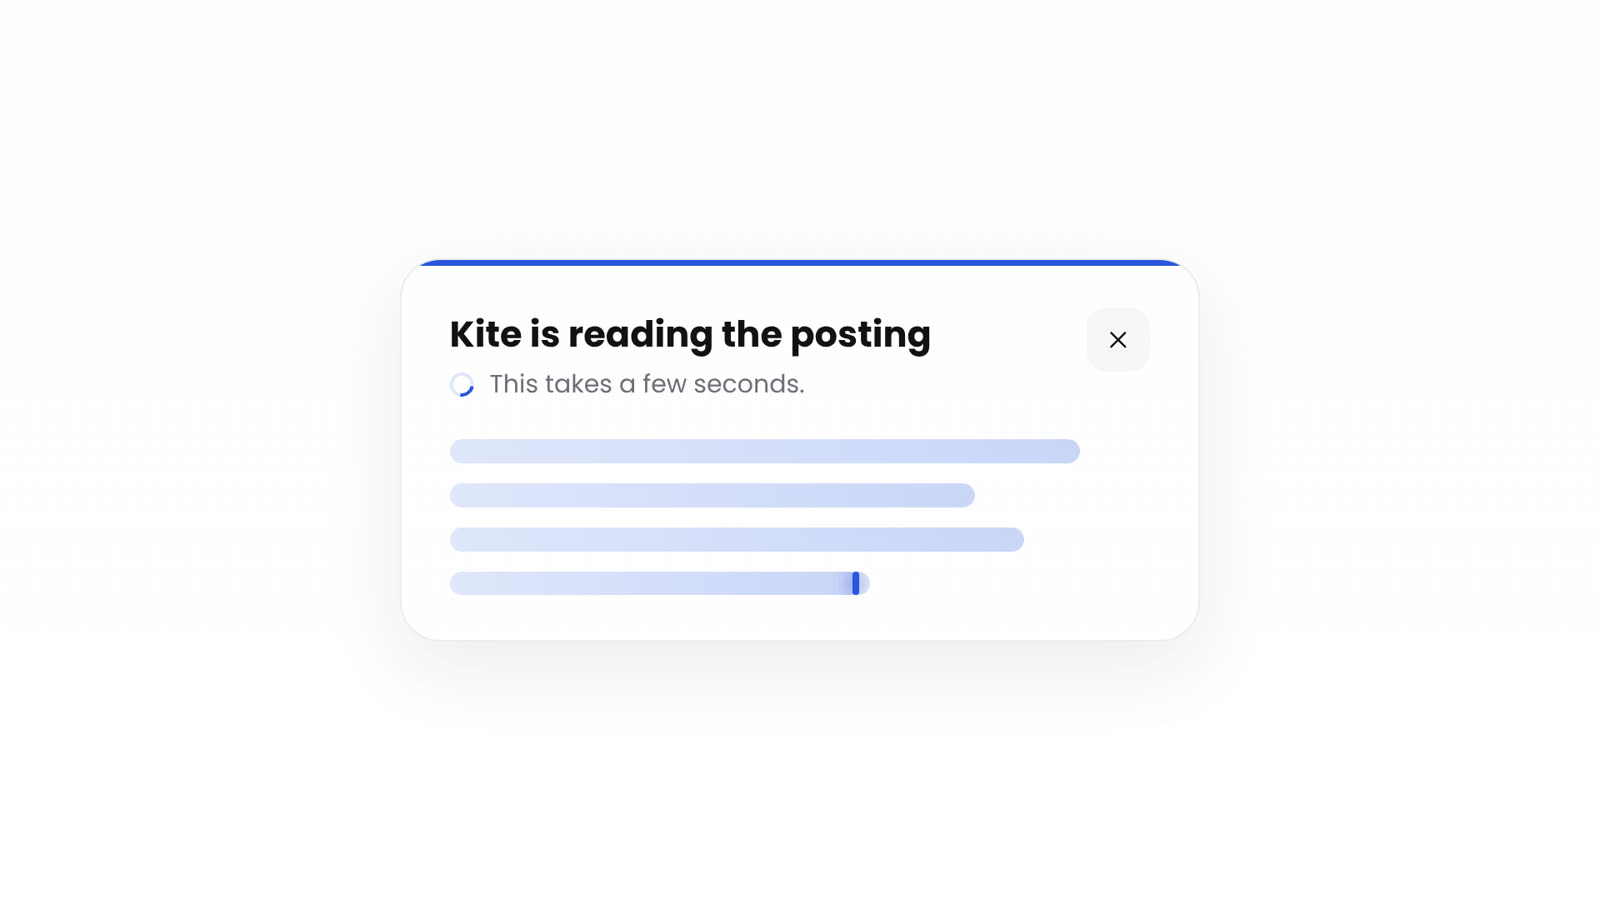 Kite is reading the posting
This takes a few seconds.